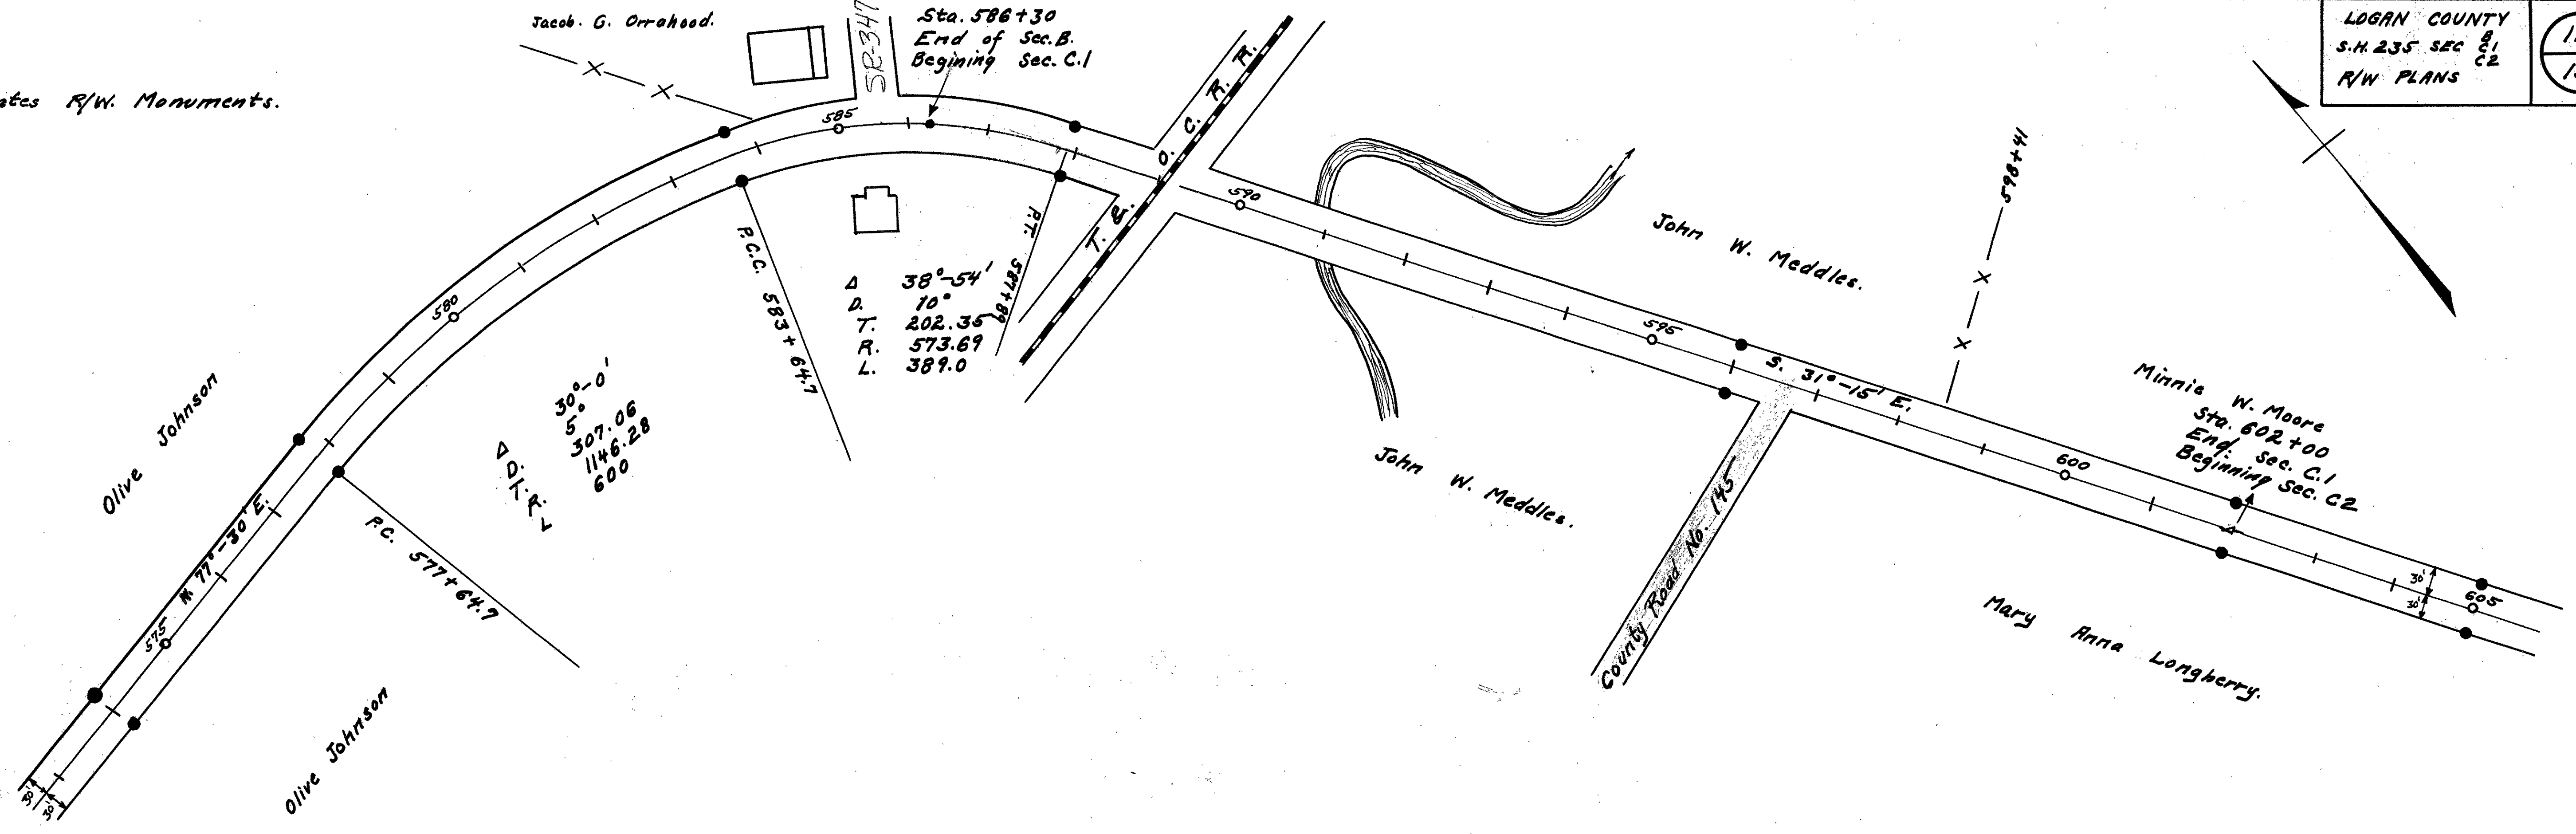 R/W. Monuments.
Jacob. G. Orrahood.
SR-347
Sta. 586+30
End of Sec. B.
Begining Sec. C.1
LOGAN COUNTY
S.H. 235 SEC B C1 C2
R/W PLANS
T. & O. C. R. R.
585
590
580
595
600
575
605
598+41
John W. Meddles.
John W. Meddles.
P.T. 587+89
P.C.C. 583+64.7
Δ 38°-54'
D. 10°
T. 202.35
R. 573.69
L. 389.0
Δ 30°-0'
D. 5°
T. 307.06
R. 1146.28
L 600
P.C. 577+64.7
Olive Johnson
Olive Johnson
N. 77°-30' E.
S. 31°-15' E.
Minnie W. Moore
Sta. 602+00
End. Sec. C.1
Beginning Sec. C2
County Road No. 145
Mary Anna Longberry.
30'
30'
30'
30'